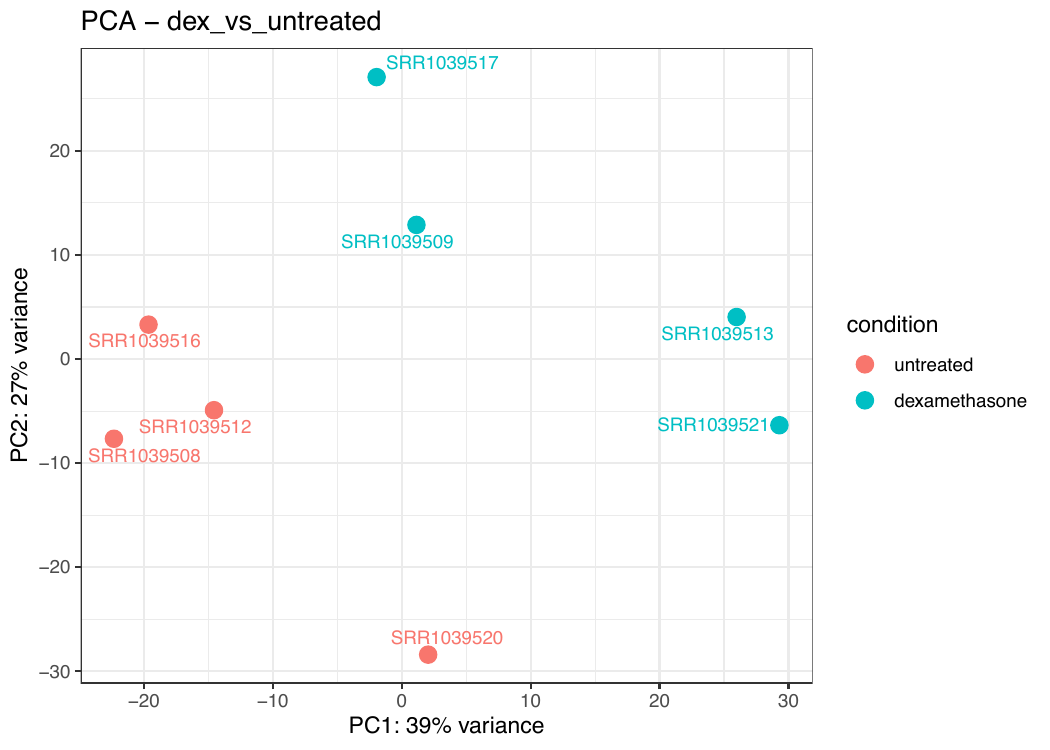 PCA – dex_vs_untreated
SRR1039517
20
SRR1039509
10
SRR1039516
SRR1039513
0
SRR1039512
SRR1039521
SRR1039508
−10
−20
SRR1039520
−30
−20
−10
0
10
20
30
PC1: 39% variance
PC2: 27% variance
condition
untreated
dexamethasone